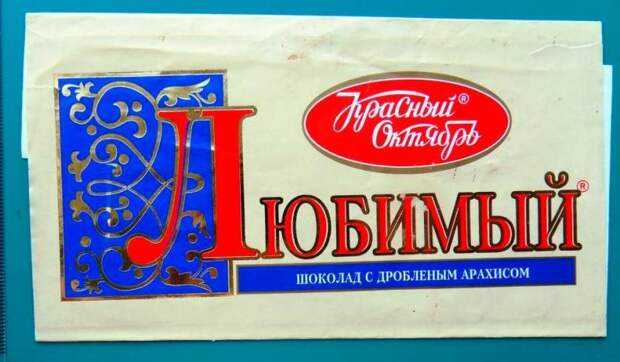 Красный®
Октябрь
Любимый®
ШОКОЛАД С ДРОБЛЕНЫМ АРАХИСОМ